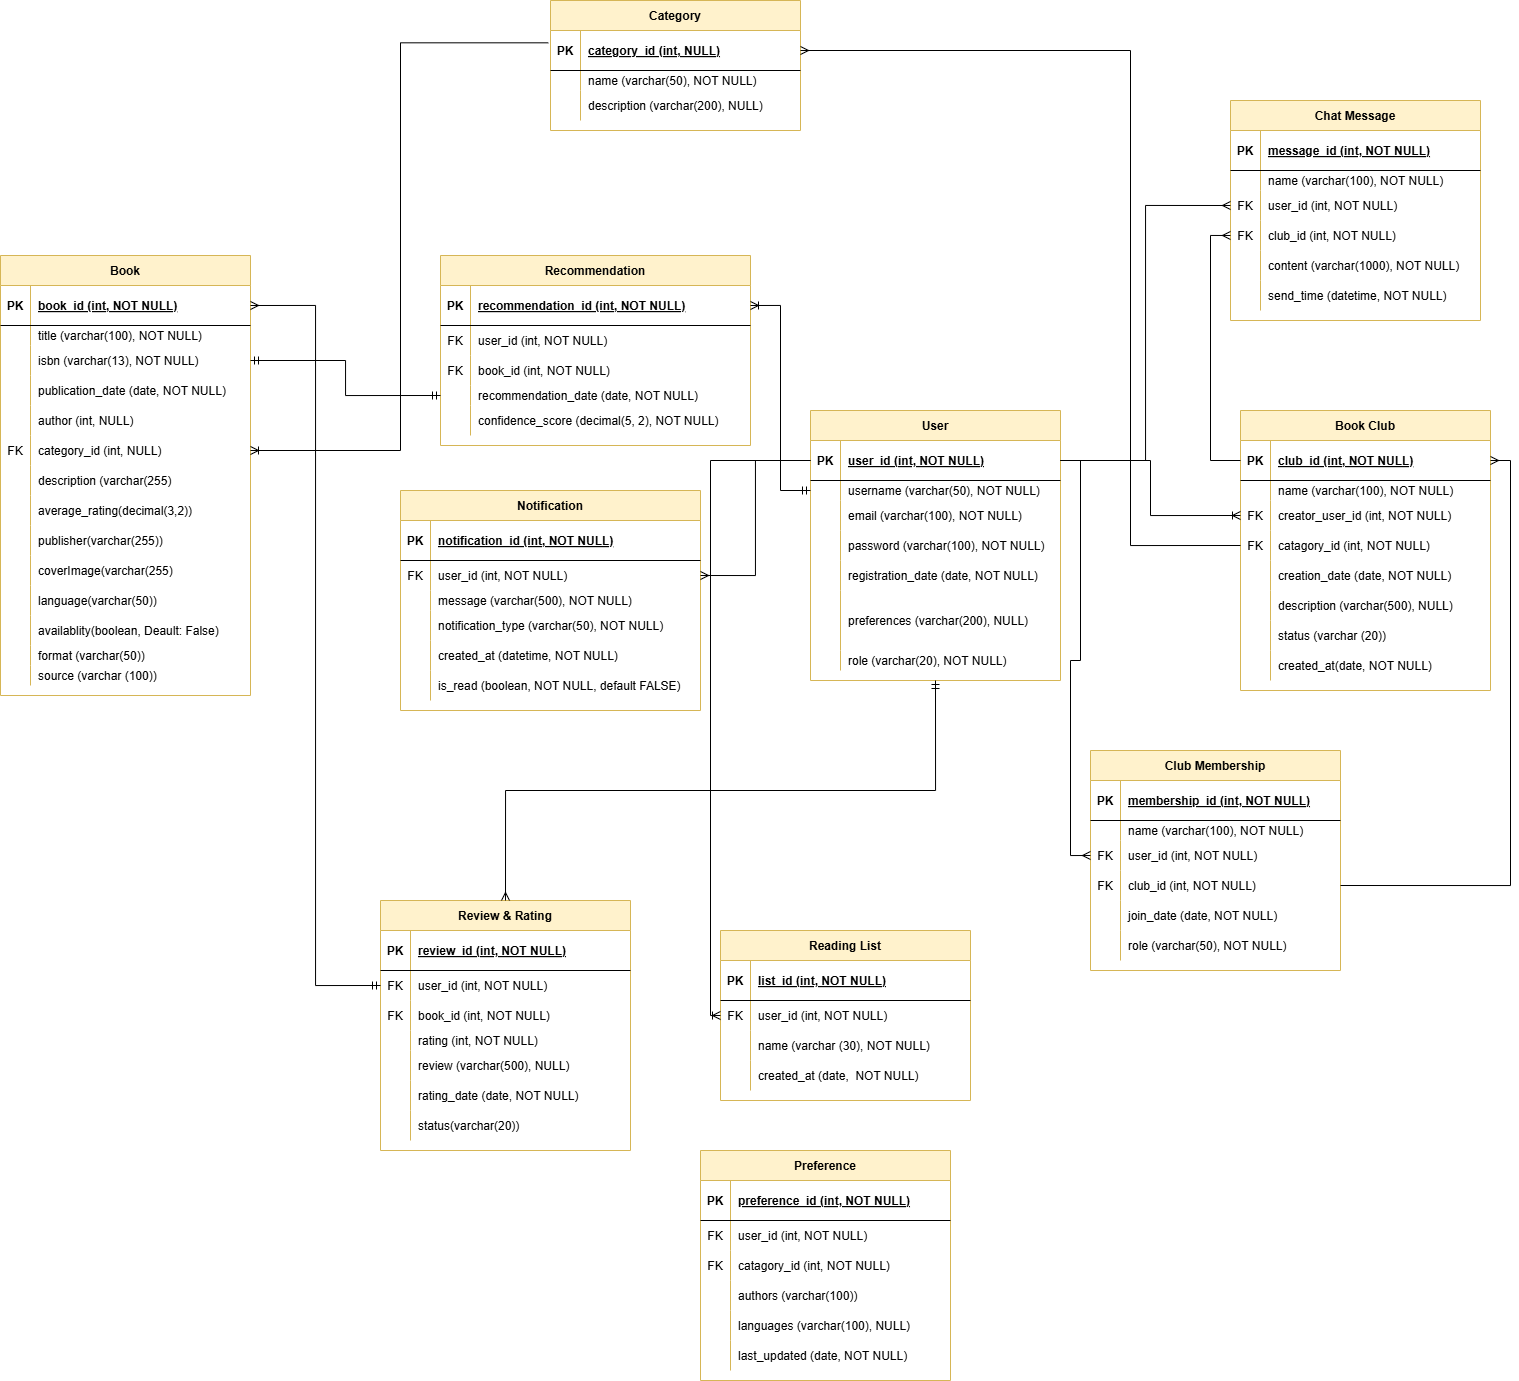 Category
PK category_id (int, NULL)
name (varchar(50), NOT NULL)
description (varchar(200), NULL)
Chat Message
PK message_id (int, NOT NULL)
name (varchar(100), NOT NULL)
FK user_id (int, NOT NULL)
FK club_id (int, NOT NULL)
content (varchar(1000), NOT NULL)
send_time (datetime, NOT NULL)
Book
PK book_id (int, NOT NULL)
title (varchar(100), NOT NULL)
isbn (varchar(13), NOT NULL)
publication_date (date, NOT NULL)
author (int, NULL)
FK category_id (int, NULL)
description (varchar(255)
average_rating(decimal(3,2))
publisher(varchar(255))
coverImage(varchar(255)
language(varchar(50))
availablity(boolean, Deault: False)
format (varchar(50))
source (varchar (100))
Recommendation
PK recommendation_id (int, NOT NULL)
FK user_id (int, NOT NULL)
FK book_id (int, NOT NULL)
recommendation_date (date, NOT NULL)
confidence_score (decimal(5, 2), NOT NULL)
Notification
PK notification_id (int, NOT NULL)
FK user_id (int, NOT NULL)
message (varchar(500), NOT NULL)
notification_type (varchar(50), NOT NULL)
created_at (datetime, NOT NULL)
is_read (boolean, NOT NULL, default FALSE)
User
PK user_id (int, NOT NULL)
username (varchar(50), NOT NULL)
email (varchar(100), NOT NULL)
password (varchar(100), NOT NULL)
registration_date (date, NOT NULL)
preferences (varchar(200), NULL)
role (varchar(20), NOT NULL)
Book Club
PK club_id (int, NOT NULL)
name (varchar(100), NOT NULL)
FK creator_user_id (int, NOT NULL)
FK catagory_id (int, NOT NULL)
creation_date (date, NOT NULL)
description (varchar(500), NULL)
status (varchar (20))
created_at(date, NOT NULL)
Club Membership
PK membership_id (int, NOT NULL)
name (varchar(100), NOT NULL)
FK user_id (int, NOT NULL)
FK club_id (int, NOT NULL)
join_date (date, NOT NULL)
role (varchar(50), NOT NULL)
Review & Rating
PK review_id (int, NOT NULL)
FK user_id (int, NOT NULL)
FK book_id (int, NOT NULL)
rating (int, NOT NULL)
review (varchar(500), NULL)
rating_date (date, NOT NULL)
status(varchar(20))
Reading List
PK list_id (int, NOT NULL)
FK user_id (int, NOT NULL)
name (varchar (30), NOT NULL)
created_at (date, NOT NULL)
Preference
PK preference_id (int, NOT NULL)
FK user_id (int, NOT NULL)
FK catagory_id (int, NOT NULL)
authors (varchar(100))
languages (varchar(100), NULL)
last_updated (date, NOT NULL)